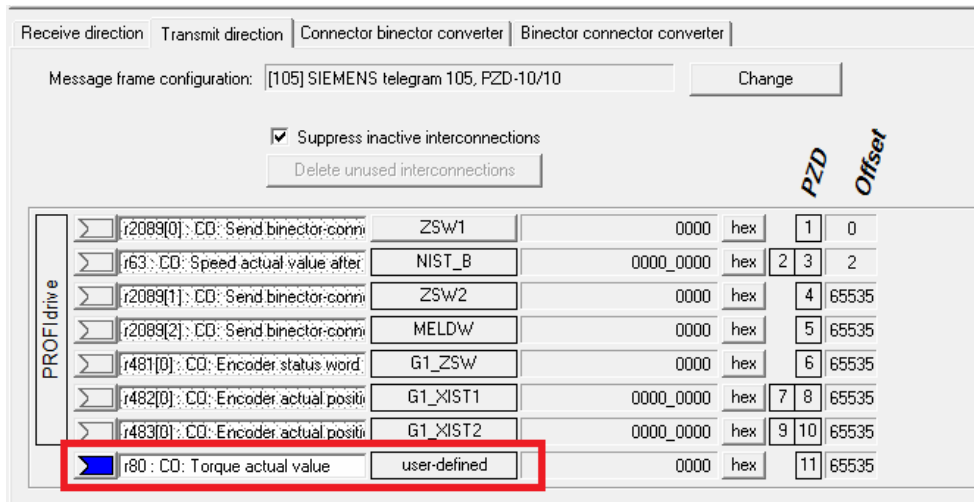 Receive direction Transmit direction Connector binector converter Binector connector converter
Message frame configuration: [105] SIEMENS telegram 105, PZD-10/10 Change
Suppress inactive interconnections
Delete unused interconnections
PZD Offset
PROFIdrive
r2089[0] : CO: Send binector-conn ZSW1 0000 hex 1 0
r63 : CO: Speed actual value after NIST_B 0000_0000 hex 2 3 2
r2089[1] : CO: Send binector-conn ZSW2 0000 hex 4 65535
r2089[2] : CO: Send binector-conn MELDW 0000 hex 5 65535
r481[0] : CO: Encoder status word G1_ZSW 0000 hex 6 65535
r482[0] : CO: Encoder actual positi G1_XIST1 0000_0000 hex 7 8 65535
r483[0] : CO: Encoder actual positi G1_XIST2 0000_0000 hex 9 10 65535
r80 : CO: Torque actual value user-defined 0000 hex 11 65535